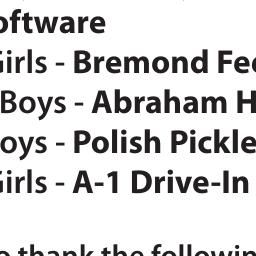 oftware
Girls - Bremond Fee
Boys - Abraham H
oys - Polish Pickle
Girls - A-1 Drive-In
o thank the followin